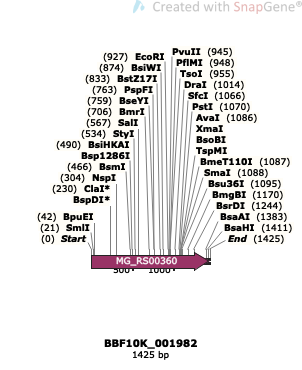 Created with SnapGene®
PvuII (945)
(927) EcoRI PflMI (948)
(874) BsiWI TsoI (955)
(833) BstZ17I DraI (1014)
(763) PspFI SfcI (1066)
(759) BseYI PstI (1070)
(706) BmrI AvaI (1086)
(567) SalI XmaI
(534) StyI BsoBI
(490) BsiHKAI TspMI
Bsp1286I BmeT110I (1087)
(466) BsmI SmaI (1088)
(304) NspI Bsu36I (1095)
(230) ClaI* BmgBI (1170)
BspDI* BsrDI (1244)
(42) BpuEI BsaAI (1383)
(21) SmlI BsaHI (1411)
(0) Start End (1425)
MG_RS00360
500 1000
BBF10K_001982
1425 bp